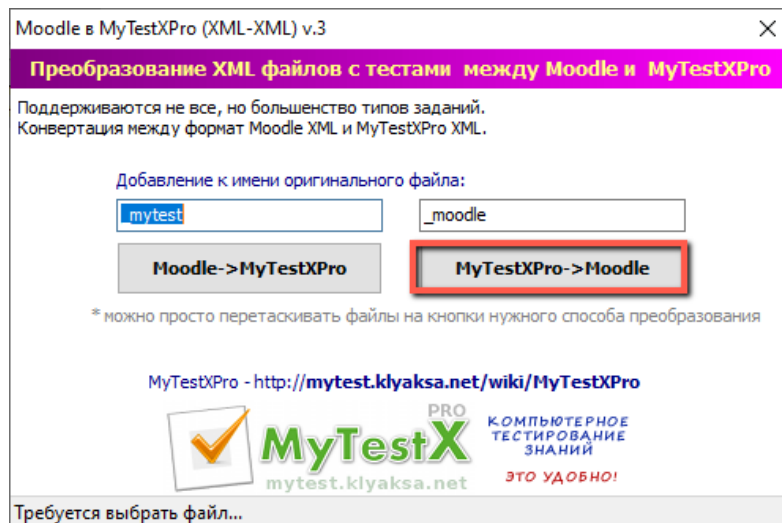 Moodle в MyTestXPro (XML-XML) v.3
Преобразование XML файлов с тестами между Moodle и MyTestXPro
Поддерживаются не все, но большенство типов заданий.
Конвертация между формат Moodle XML и MyTestXPro XML.
Добавление к имени оригинального файла:
_mytest
_moodle
Moodle->MyTestXPro
MyTestXPro->Moodle
* можно просто перетаскивать файлы на кнопки нужного способа преобразования
MyTestXPro - http://mytest.klyaksa.net/wiki/MyTestXPro
PRO
MyTestX
mytest.klyaksa.net
КОМПЬЮТЕРНОЕ
ТЕСТИРОВАНИЕ
ЗНАНИЙ
ЭТО УДОБНО!
Требуется выбрать файл...